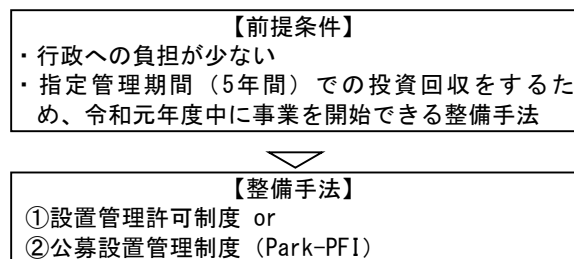 【前提条件】
・行政への負担が少ない
・指定管理期間（5年間）での投資回収をするた
め、令和元年度中に事業を開始できる整備手法
【整備手法】
①設置管理許可制度 or
②公募設置管理制度（Park-PFI）